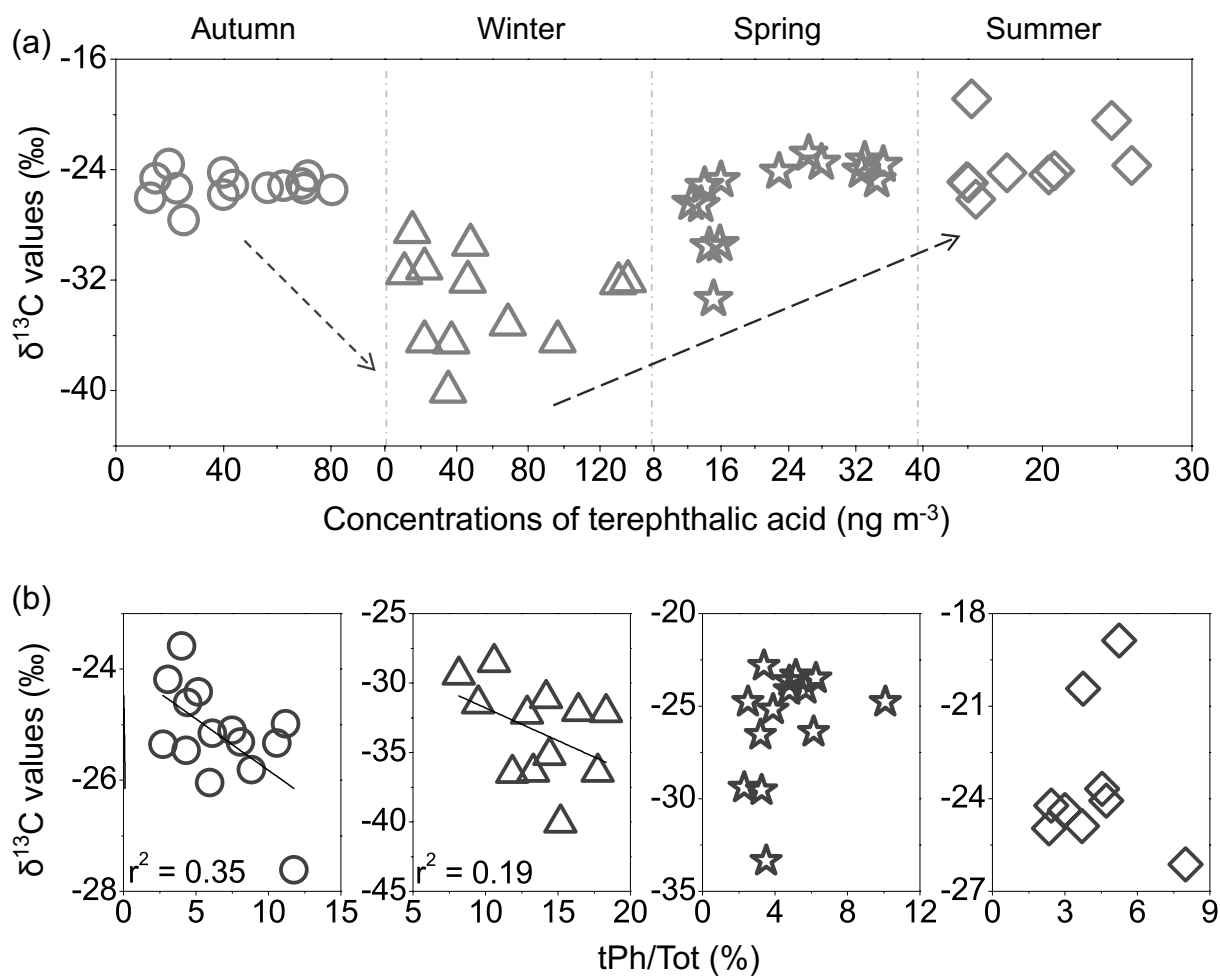 (a) Autumn Winter Spring Summer
-16
-24
-32
-40
δ¹³C values (‰)
0 40 80 0 40 80 120 8 16 24 32 40 20 30
Concentrations of terephthalic acid (ng m⁻³)
(b)
-23 -25 -20 -18
-24 -30 -21
-25
-35
-26 -24
-30
-40
r² = 0.35 r² = 0.19
-28 -45 -35 -27
δ¹³C values (‰)
0 5 10 15 5 10 15 20 0 4 8 12 0 3 6 9
tPh/Tot (%)